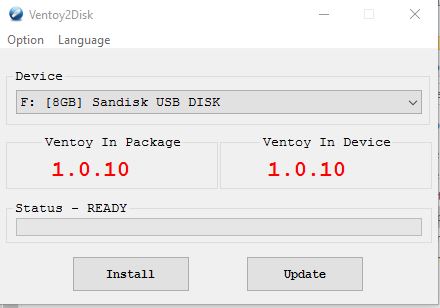 Ventoy2Disk
Option Language
Device
F: [8GB] Sandisk USB DISK
Ventoy In Package Ventoy In Device
1.0.10 1.0.10
Status - READY
Install Update